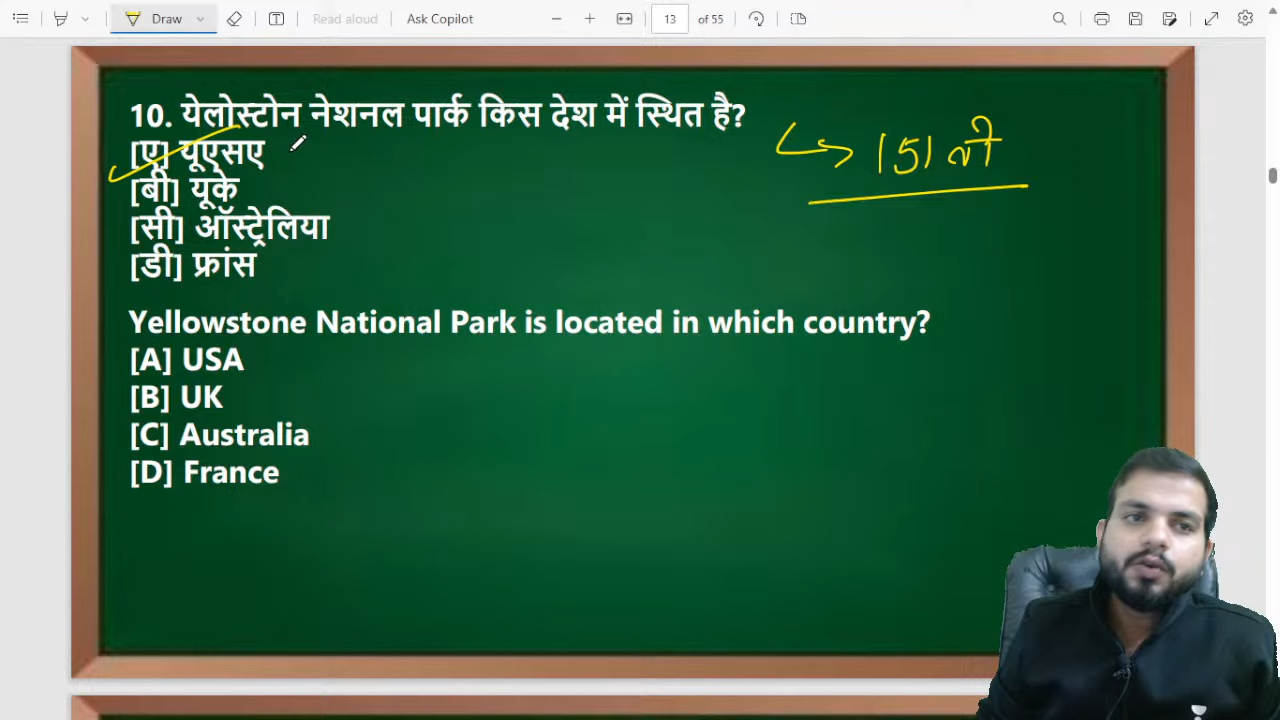 Draw
Read aloud
Ask Copilot
13 of 55
10. येलोस्टोन नेशनल पार्क किस देश में स्थित है?
151 वी
[ए] यूएसए
[बी] यूके
[सी] ऑस्ट्रेलिया
[डी] फ्रांस
Yellowstone National Park is located in which country?
[A] USA
[B] UK
[C] Australia
[D] France